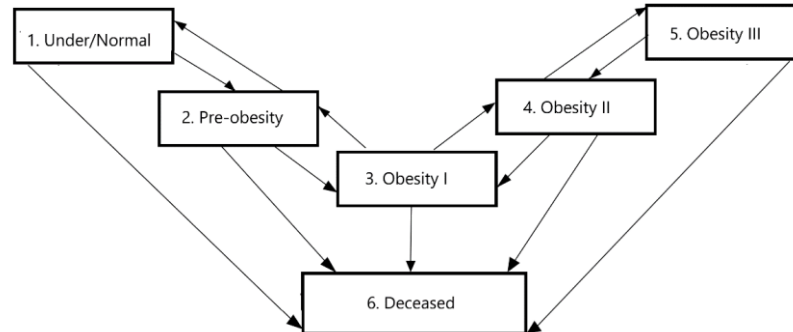 1. Under/Normal
5. Obesity III
2. Pre-obesity
4. Obesity II
3. Obesity I
6. Deceased